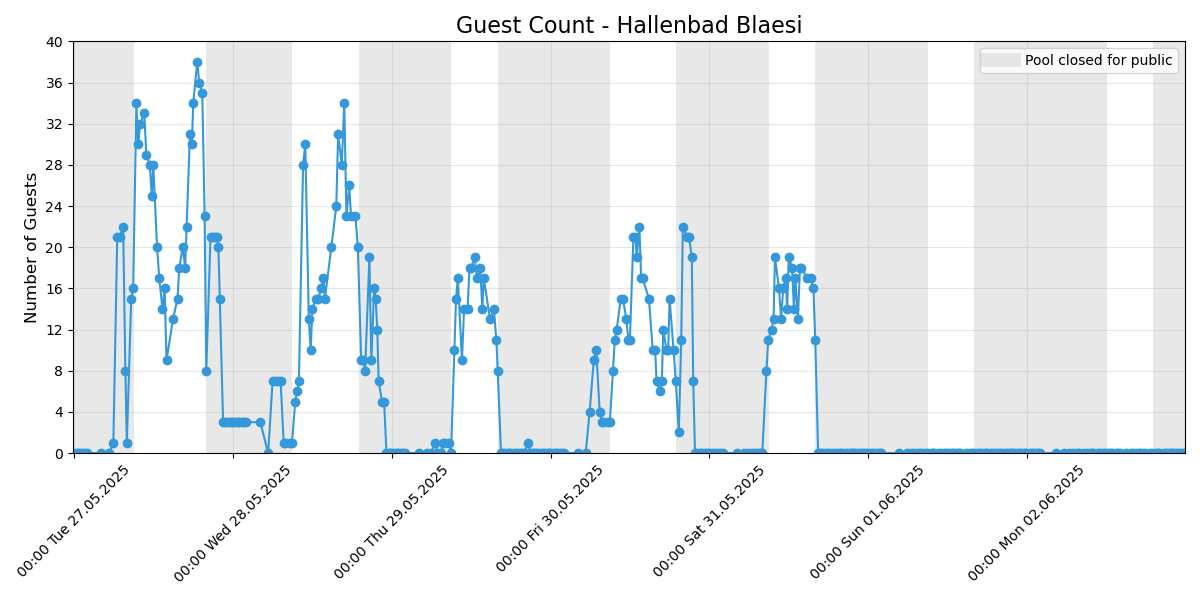 Guest Count - Hallenbad Blaesi
Pool closed for public
Number of Guests
40
36
32
28
24
20
16
12
8
4
0
00:00 Tue 27.05.2025
00:00 Wed 28.05.2025
00:00 Thu 29.05.2025
00:00 Fri 30.05.2025
00:00 Sat 31.05.2025
00:00 Sun 01.06.2025
00:00 Mon 02.06.2025